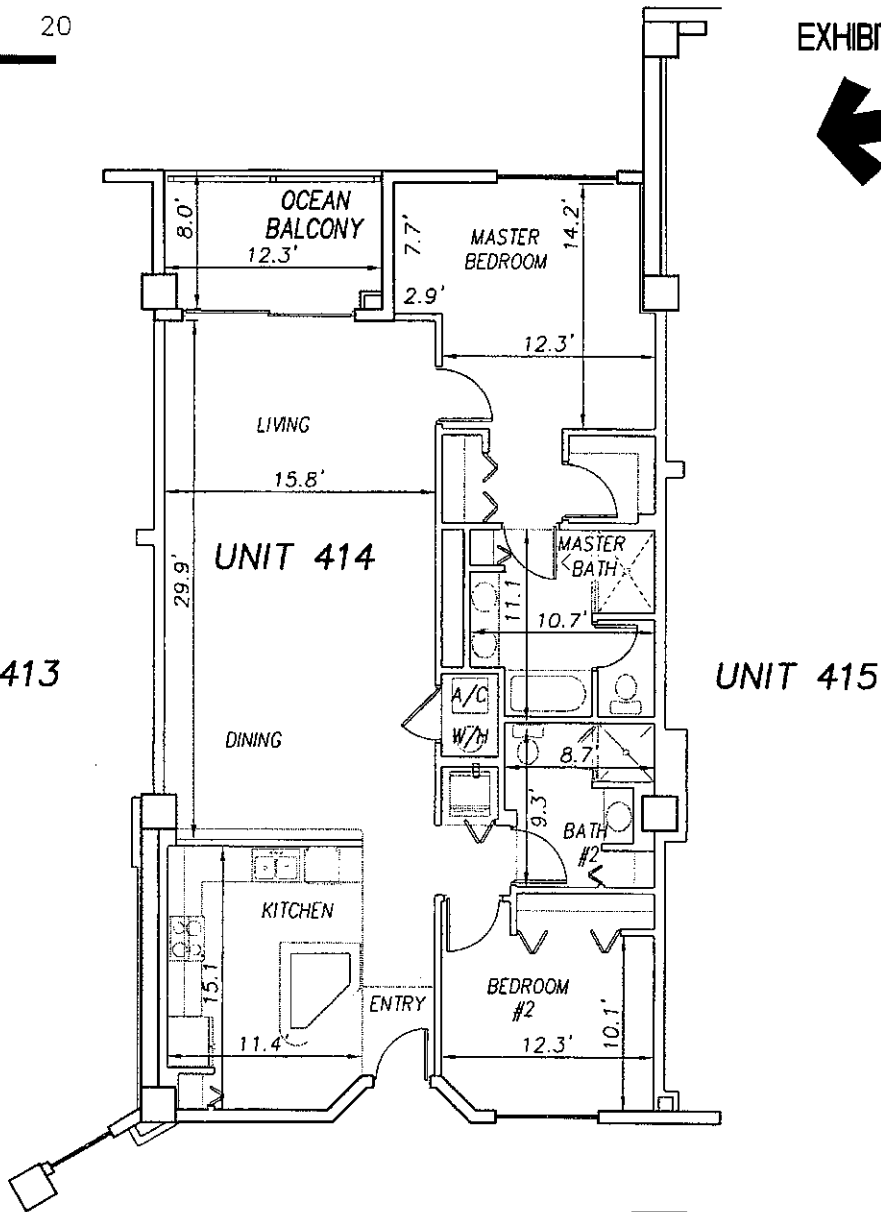 20
EXHIBI
OCEAN
BALCONY
8.0'
12.3'
7.7'
MASTER
BEDROOM
14.2'
2.9'
12.3'
LIVING
15.8'
UNIT 414
29.9'
MASTER
BATH
11.1
10.7'
413
UNIT 415
A/C
W/H
DINING
8.7
9.3'
BATH
#2
KITCHEN
15.1
ENTRY
BEDROOM
#2
11.4'
12.3'
10.1'